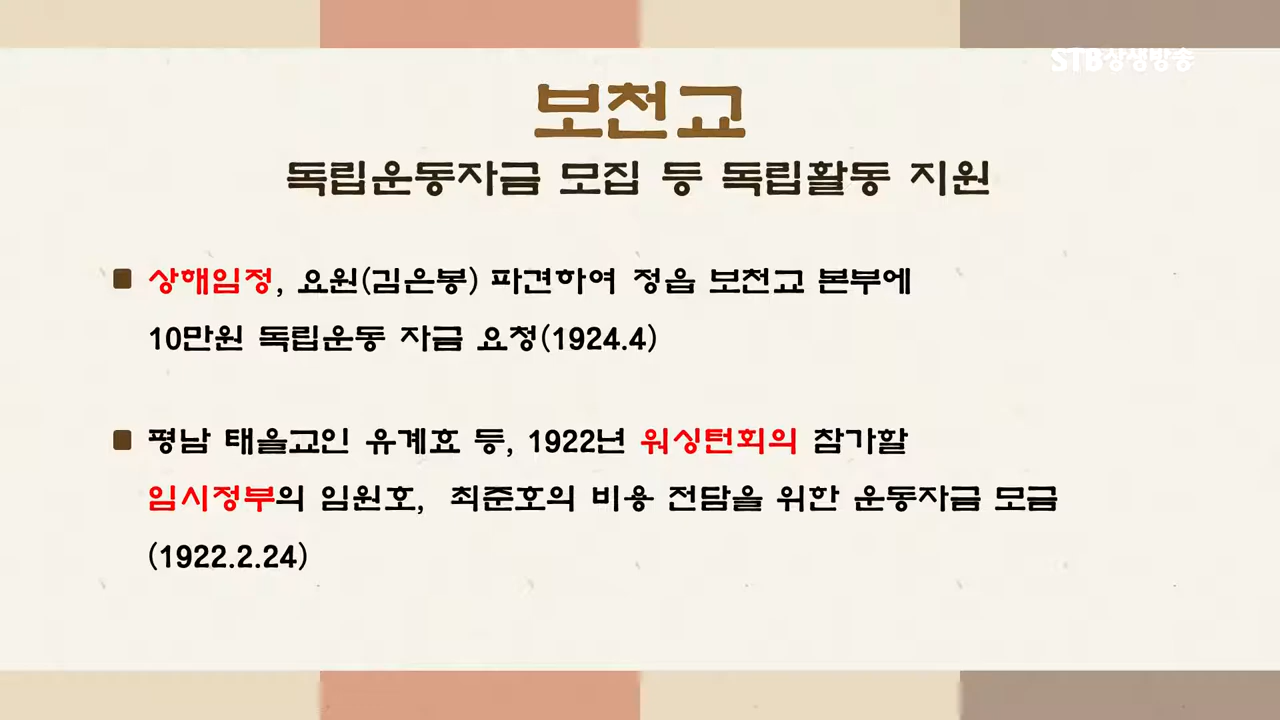 STB상생방송
보천교
독립운동자금 모집 등 독립활동 지원
■ 상해임정, 요원(김은봉) 파견하여 정읍 보천교 본부에
10만원 독립운동 자금 요청(1924.4)
■ 평남 태을교인 유계효 등, 1922년 워싱턴회의 참가할
임시정부의 임원호, 최준호의 비용 전담을 위한 운동자금 모금
(1922.2.24)